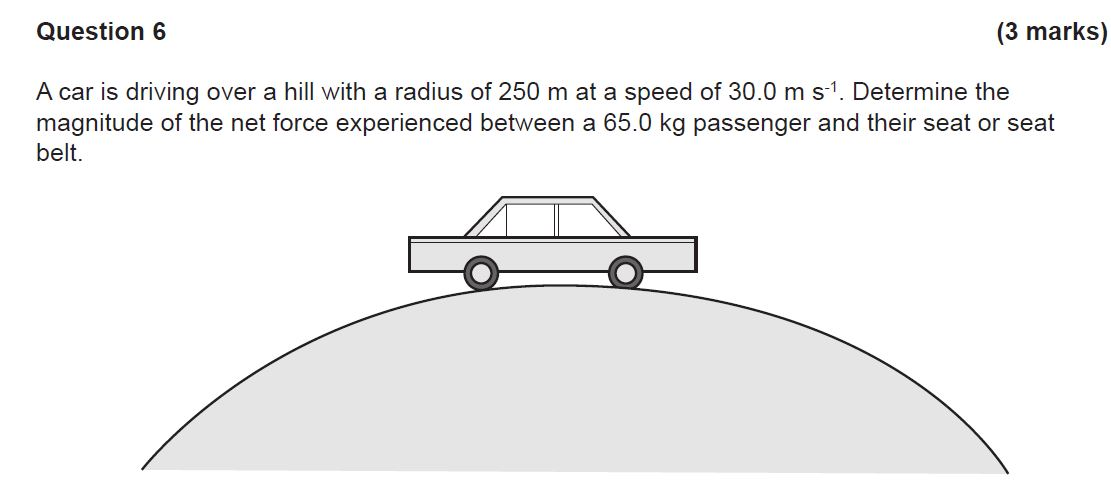 Question 6
(3 marks)
A car is driving over a hill with a radius of 250 m at a speed of 30.0 m s⁻¹. Determine the
magnitude of the net force experienced between a 65.0 kg passenger and their seat or seat
belt.